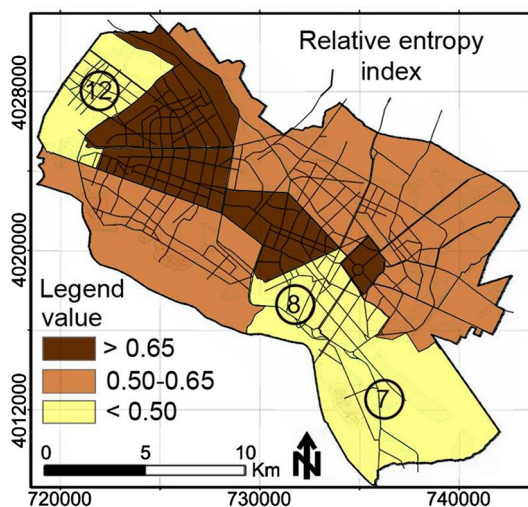 Relative entropy
index
12
4028000
4020000
4012000
8
7
Legend
value
> 0.65
0.50-0.65
< 0.50
0 5 10
Km
N
720000 730000 740000